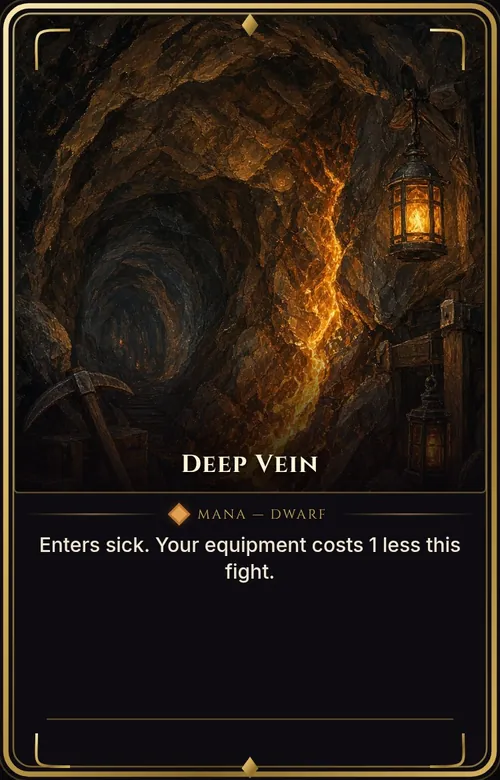 Deep Vein
MANA — DWARF
Enters sick. Your equipment costs 1 less this
fight.